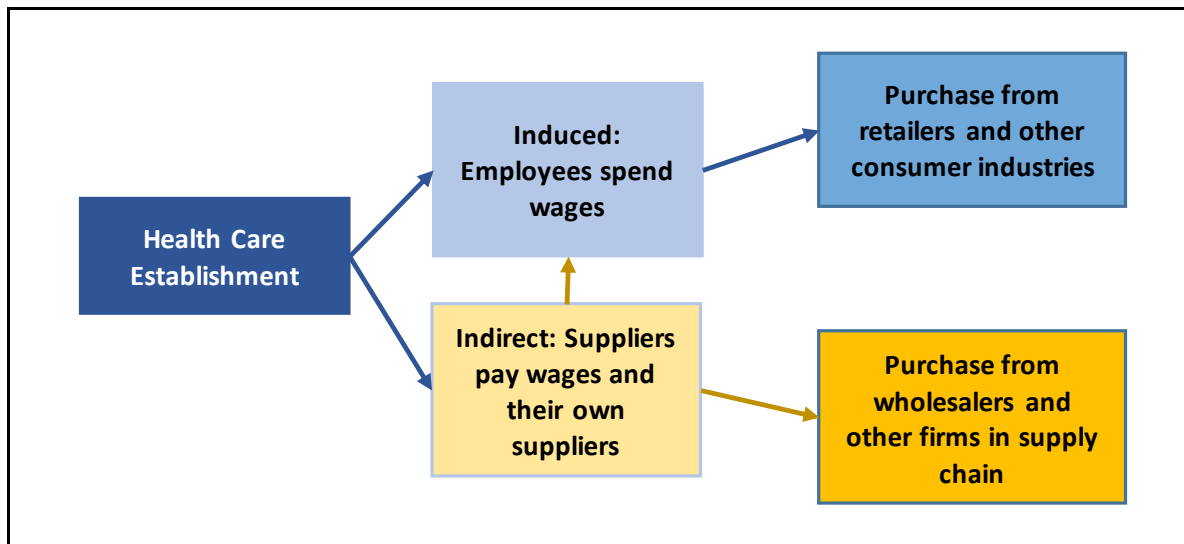 Health Care
Establishment
Induced:
Employees spend
wages
Purchase from
retailers and other
consumer industries
Indirect: Suppliers
pay wages and
their own
suppliers
Purchase from
wholesalers and
other firms in supply
chain